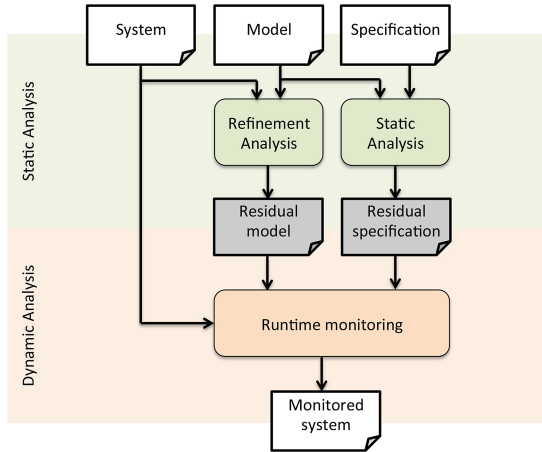 System
Model
Specification
Static Analysis
Refinement
Analysis
Static
Analysis
Residual
model
Residual
specification
Dynamic Analysis
Runtime monitoring
Monitored
system